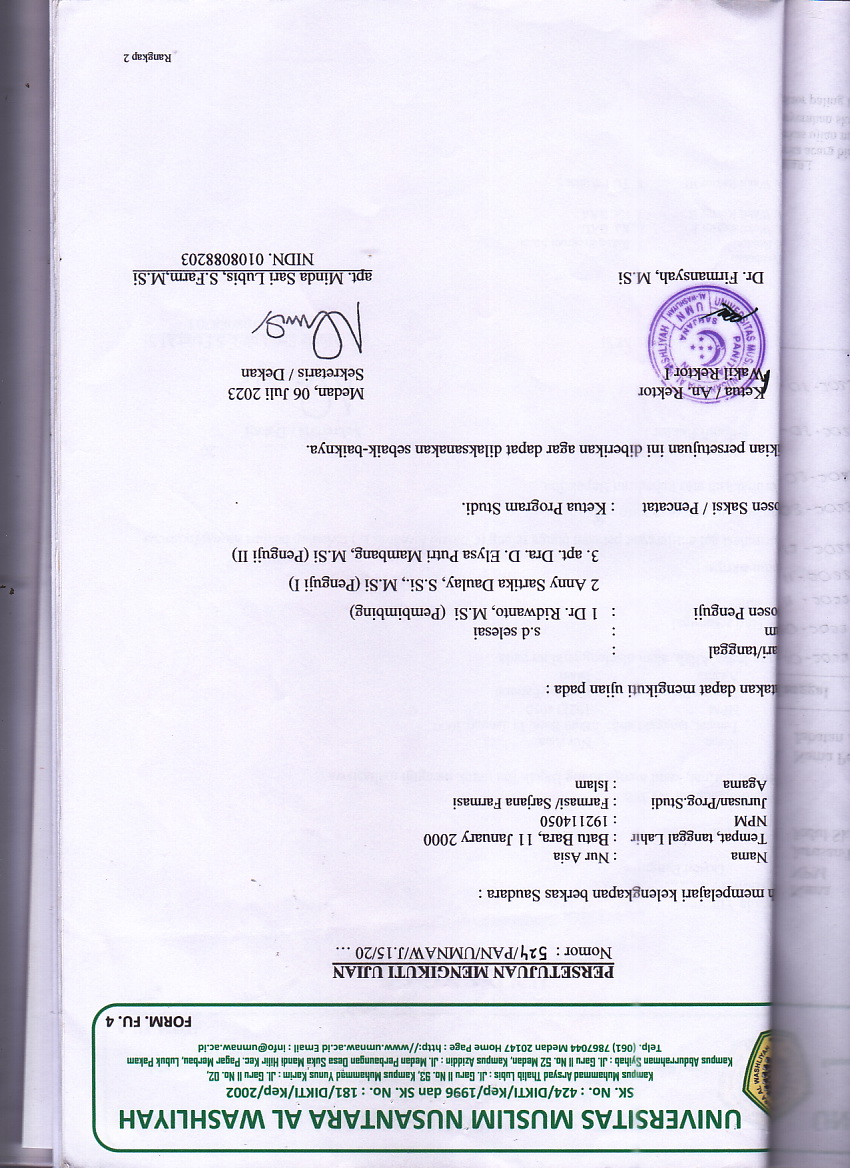 UNIVERSITAS MUSLIM NUSANTARA AL WASHLIYAH
SK. No. : 424/DIKTI/Kep/1996 dan SK. No. : 181/DIKTI/Kep/2002
Kampus Muhammad Arsyad Thalib Lubis : Jl. Garu II No. 93, Kampus Muhammad Yunus Karim : Jl. Garu II No. 02,
Kampus Abdurrahman Syihab : Jl. Garu II No. 52 Medan, Kampus Aziddin : Jl. Medan Perbaungan Desa Suka Mandi Hilir Kec. Pagar Merbau, Lubuk Pakam
Telp. (061) 7867044 Medan 20147 Home Page : http://www.umnaw.ac.id Email : info@umnaw.ac.id
FORM. FU. 4
PERSETUJUAN MENGIKUTI UJIAN
Nomor : 524/PAN/UMNAW/J.15/20 ...
h mempelajari kelengkapan berkas Saudara :
Nama : Nur Asia
Tempat, tanggal Lahir : Batu Bara, 11 January 2000
NPM : 192114050
Jurusan/Prog.Studi : Farmasi/ Sarjana Farmasi
Agama : Islam
takan dapat mengikuti ujian pada :
ari/tanggal :
m : s.d selesai
osen Penguji : 1 Dr. Ridwanto, M.Si (Pembimbing)
2 Anny Sartika Daulay, S.Si., M.Si (Penguji I)
3. apt. Dra. D. Elysa Putri Mambang, M.Si (Penguji II)
osen Saksi / Pencatat : Ketua Program Studi.
ikian persetujuan ini diberikan agar dapat dilaksanakan sebaik-baiknya.
Ketua / An. Rektor
Wakil Rektor I
Medan, 06 Juli 2023
Sekretaris / Dekan
Dr. Firmansyah, M.Si
apt. Minda Sari Lubis, S.Farm,M.Si
NIDN. 0108088203
Rangkap 2